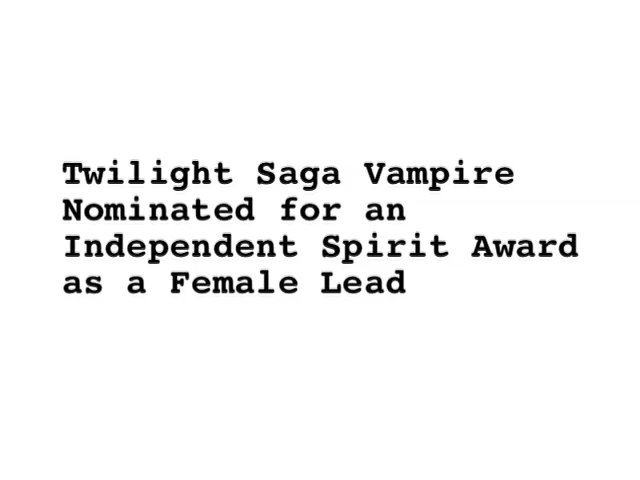 Twilight Saga Vampire
Nominated for an
Independent Spirit Award
as a Female Lead